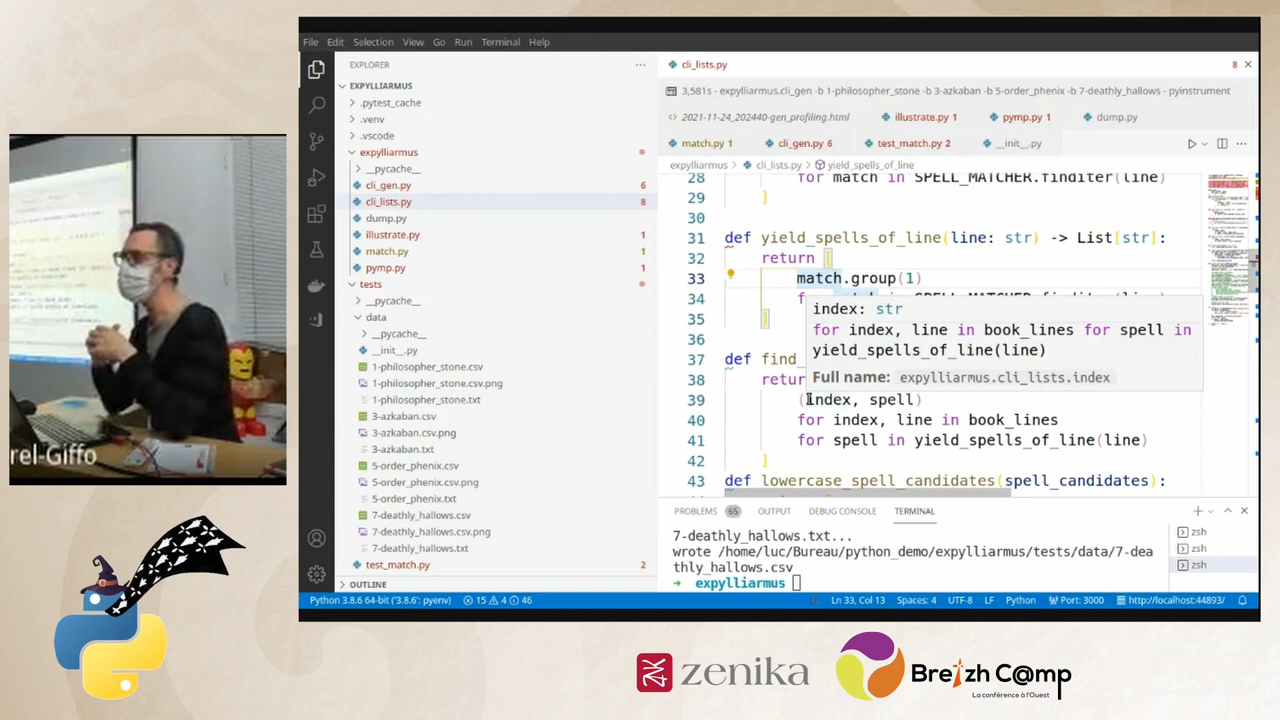 File Edit Selection View Go Run Terminal Help
EXPLORER
EXPYLLIARMUS
.pytest_cache
.venv
.vscode
expylliarmus
__pycache__
cli_gen.py 6
cli_lists.py 8
dump.py
illustrate.py 1
match.py 1
pymp.py 1
tests
__pycache__
data
__pycache__
__init__.py
1-philosopher_stone.csv
1-philosopher_stone.csv.png
1-philosopher_stone.txt
3-azkaban.csv
3-azkaban.csv.png
3-azkaban.txt
5-order_phenix.csv
5-order_phenix.csv.png
5-order_phenix.txt
7-deathly_hallows.csv
7-deathly_hallows.csv.png
7-deathly_hallows.txt
test_match.py 2
OUTLINE
cli_lists.py 8
3,581s - expylliarmus.cli_gen -b 1-philosopher_stone -b 3-azkaban -b 5-order_phenix -b 7-deathly_hallows - pyinstrument
2021-11-24_202440-gen_profiling.html illustrate.py 1 pymp.py 1 dump.py
match.py 1 cli_gen.py 6 test_match.py 2 __init__.py
expylliarmus > cli_lists.py > yield_spells_of_line
28 for match in SPELL_MATCHER.finditer(line)
29 ]
30
31 def yield_spells_of_line(line: str) -> List[str]:
32 return [
33 match.group(1)
34
35 ]
36
37 def find_
38 retur
39 (index, spell)
40 for index, line in book_lines
41 for spell in yield_spells_of_line(line)
42 ]
43 def lowercase_spell_candidates(spell_candidates):
index: str
for index, line in book_lines for spell in
yield_spells_of_line(line)
Full name: expylliarmus.cli_lists.index
PROBLEMS 65 OUTPUT DEBUG CONSOLE TERMINAL
7-deathly_hallows.txt...
wrote /home/luc/Bureau/python_demo/expylliarmus/tests/data/7-dea
thly_hallows.csv
➜ expylliarmus
zsh
zsh
zsh
Python 3.8.6 64-bit ('3.8.6': pyenv) 15 4 46 Ln 33, Col 13 Spaces: 4 UTF-8 LF Python Port: 3000 http://localhost:44893/
rel-Giffo
zenika
Breizh C@mp
La conférence à l'Ouest